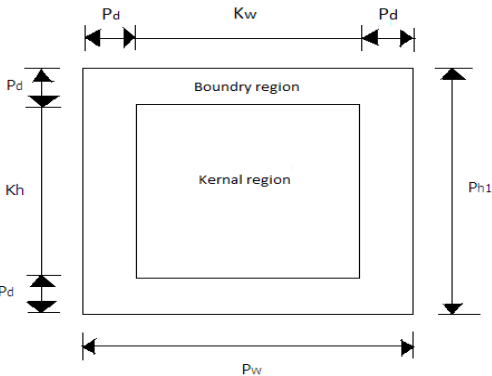 Pd
Kw
Pd
Pd
Boundry region
Kernal region
Kh
Ph1
Pd
Pw